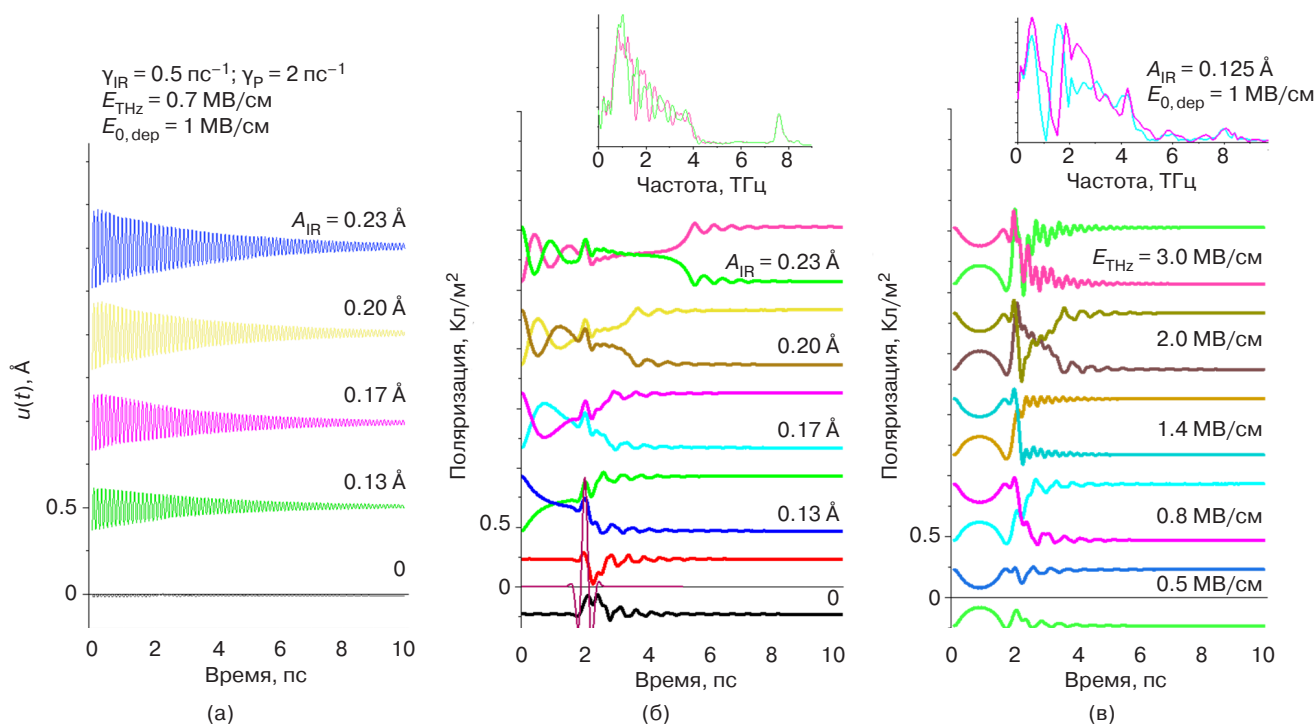 γIR = 0.5 пс−1; γP = 2 пс−1
ETHz = 0.7 МВ/см
E0, dep = 1 МВ/см
AIR = 0.23 Å
0.20 Å
0.17 Å
0.13 Å
0
u(t), Å
0.5
0
0 2 4 6 8 10
Время, пс
(а)
0 2 4 6 8
Частота, ТГц
AIR = 0.23 Å
0.20 Å
0.17 Å
0.13 Å
0
Поляризация, Кл/м2
0.5
0
0 2 4 6 8 10
Время, пс
(б)
AIR = 0.125 Å
E0, dep = 1 МВ/см
0 2 4 6 8
Частота, ТГц
ETHz = 3.0 МВ/см
2.0 МВ/см
1.4 МВ/см
0.8 МВ/см
0.5 МВ/см
Поляризация, Кл/м2
0.5
0
0 2 4 6 8 10
Время, пс
(в)